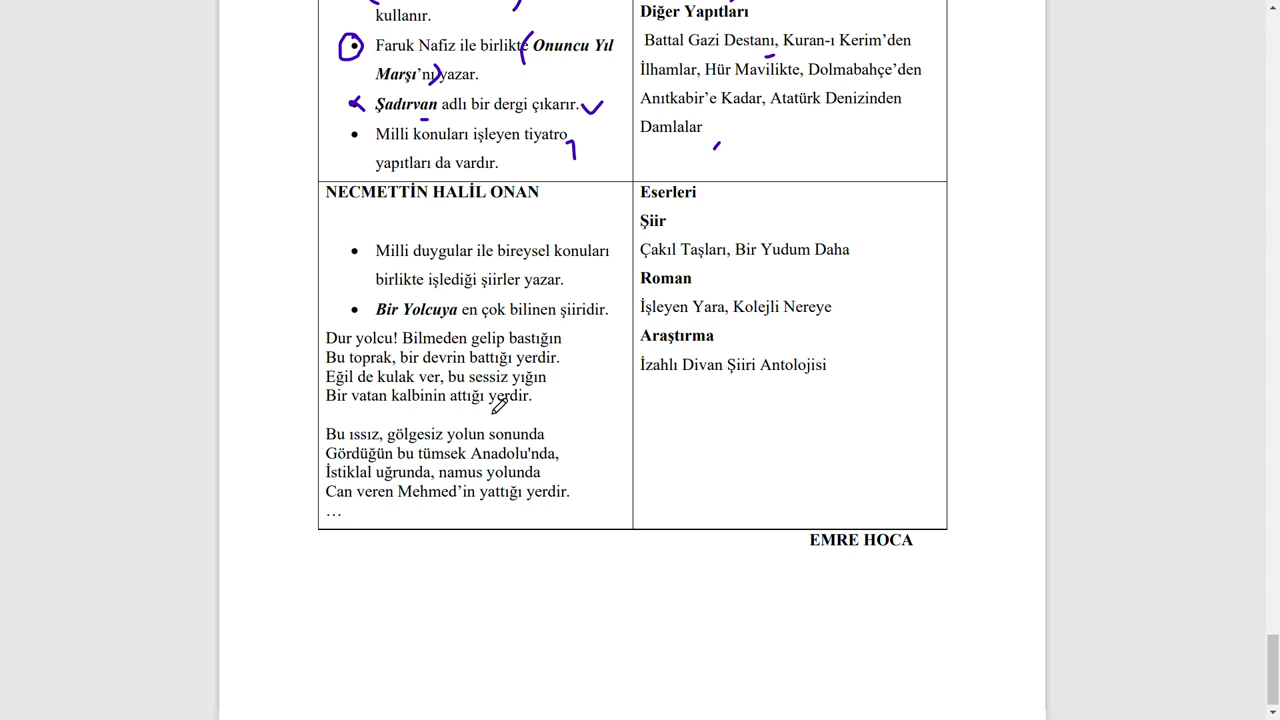 kullanır.
Faruk Nafiz ile birlikte Onuncu Yıl
Marşı’nı yazar.
Şadırvan adlı bir dergi çıkarır.
Milli konuları işleyen tiyatro
yapıtları da vardır.
Diğer Yapıtları
Battal Gazi Destanı, Kuran-ı Kerim’den
İlhamlar, Hür Mavilikte, Dolmabahçe’den
Anıtkabir’e Kadar, Atatürk Denizinden
Damlalar
NECMETTİN HALİL ONAN
Milli duygular ile bireysel konuları
birlikte işlediği şiirler yazar.
Bir Yolcuya en çok bilinen şiiridir.
Dur yolcu! Bilmeden gelip bastığın
Bu toprak, bir devrin battığı yerdir.
Eğil de kulak ver, bu sessiz yığın
Bir vatan kalbinin attığı yerdir.
Bu ıssız, gölgesiz yolun sonunda
Gördüğün bu tümsek Anadolu'nda,
İstiklal uğrunda, namus yolunda
Can veren Mehmed’in yattığı yerdir.
…
Eserleri
Şiir
Çakıl Taşları, Bir Yudum Daha
Roman
İşleyen Yara, Kolejli Nereye
Araştırma
İzahlı Divan Şiiri Antolojisi
EMRE HOCA